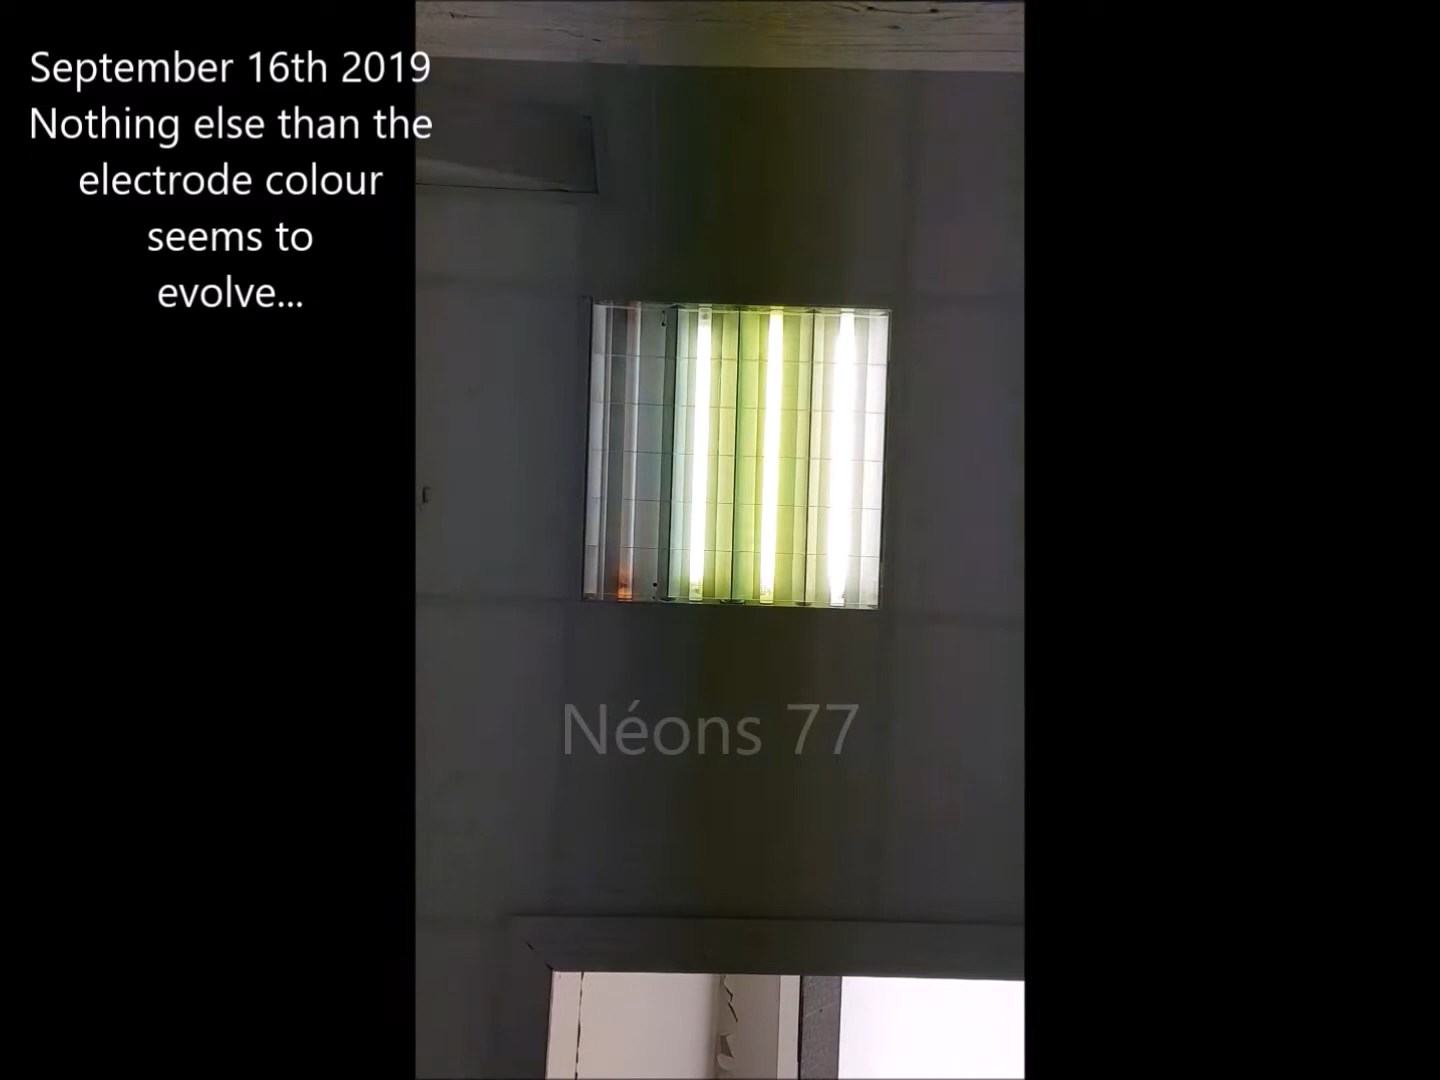 September 16th 2019
Nothing else than the
electrode colour
seems to
evolve...
Néons 77